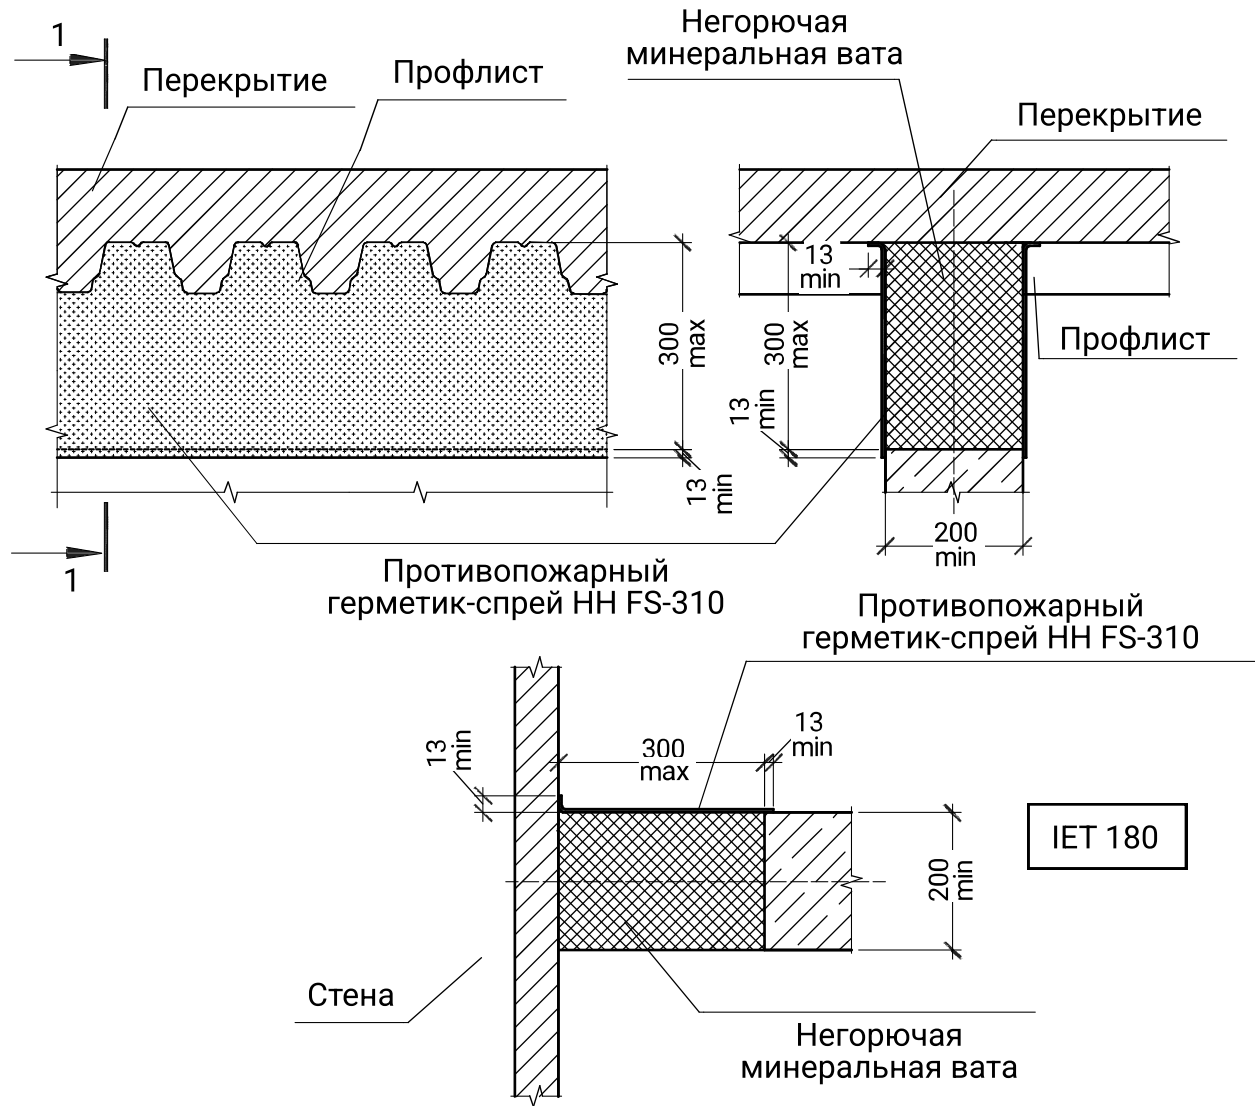 1
Перекрытие
Профлист
Негорючая
минеральная вата
Перекрытие
13
min
300
max
300
max
Профлист
13
min
13
min
200
min
1
Противопожарный
герметик-спрей НН FS-310
Противопожарный
герметик-спрей НН FS-310
13
min
300
max
13
min
IET 180
200
min
Стена
Негорючая
минеральная вата